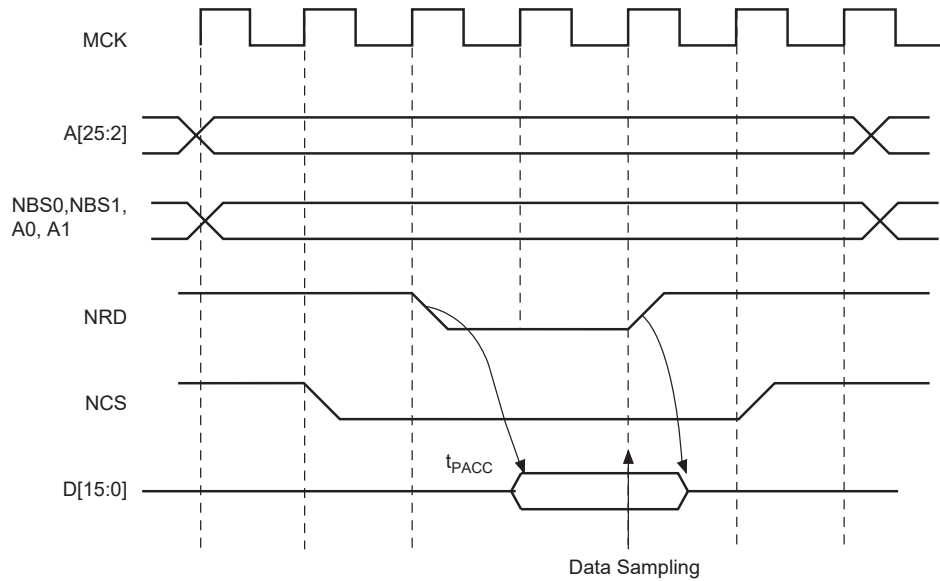 MCK
A[25:2]
NBS0,NBS1,
A0, A1
NRD
NCS
tPACC
D[15:0]
Data Sampling